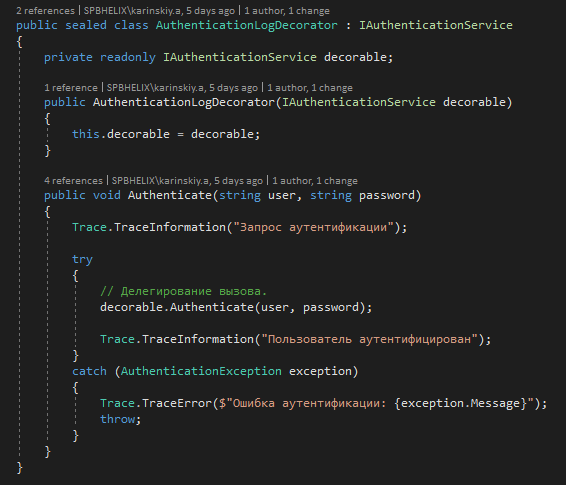 2 references | SPBHELIX\karinskiy.a, 5 days ago | 1 author, 1 change
public sealed class AuthenticationLogDecorator : IAuthenticationService
{
    private readonly IAuthenticationService decorable;

    1 reference | SPBHELIX\karinskiy.a, 5 days ago | 1 author, 1 change
    public AuthenticationLogDecorator(IAuthenticationService decorable)
    {
        this.decorable = decorable;
    }

    4 references | SPBHELIX\karinskiy.a, 5 days ago | 1 author, 1 change
    public void Authenticate(string user, string password)
    {
        Trace.TraceInformation("Запрос аутентификации");

        try
        {
            // Делегирование вызова.
            decorable.Authenticate(user, password);

            Trace.TraceInformation("Пользователь аутентифицирован");
        }
        catch (AuthenticationException exception)
        {
            Trace.TraceError($"Ошибка аутентификации: {exception.Message}");
            throw;
        }
    }
}